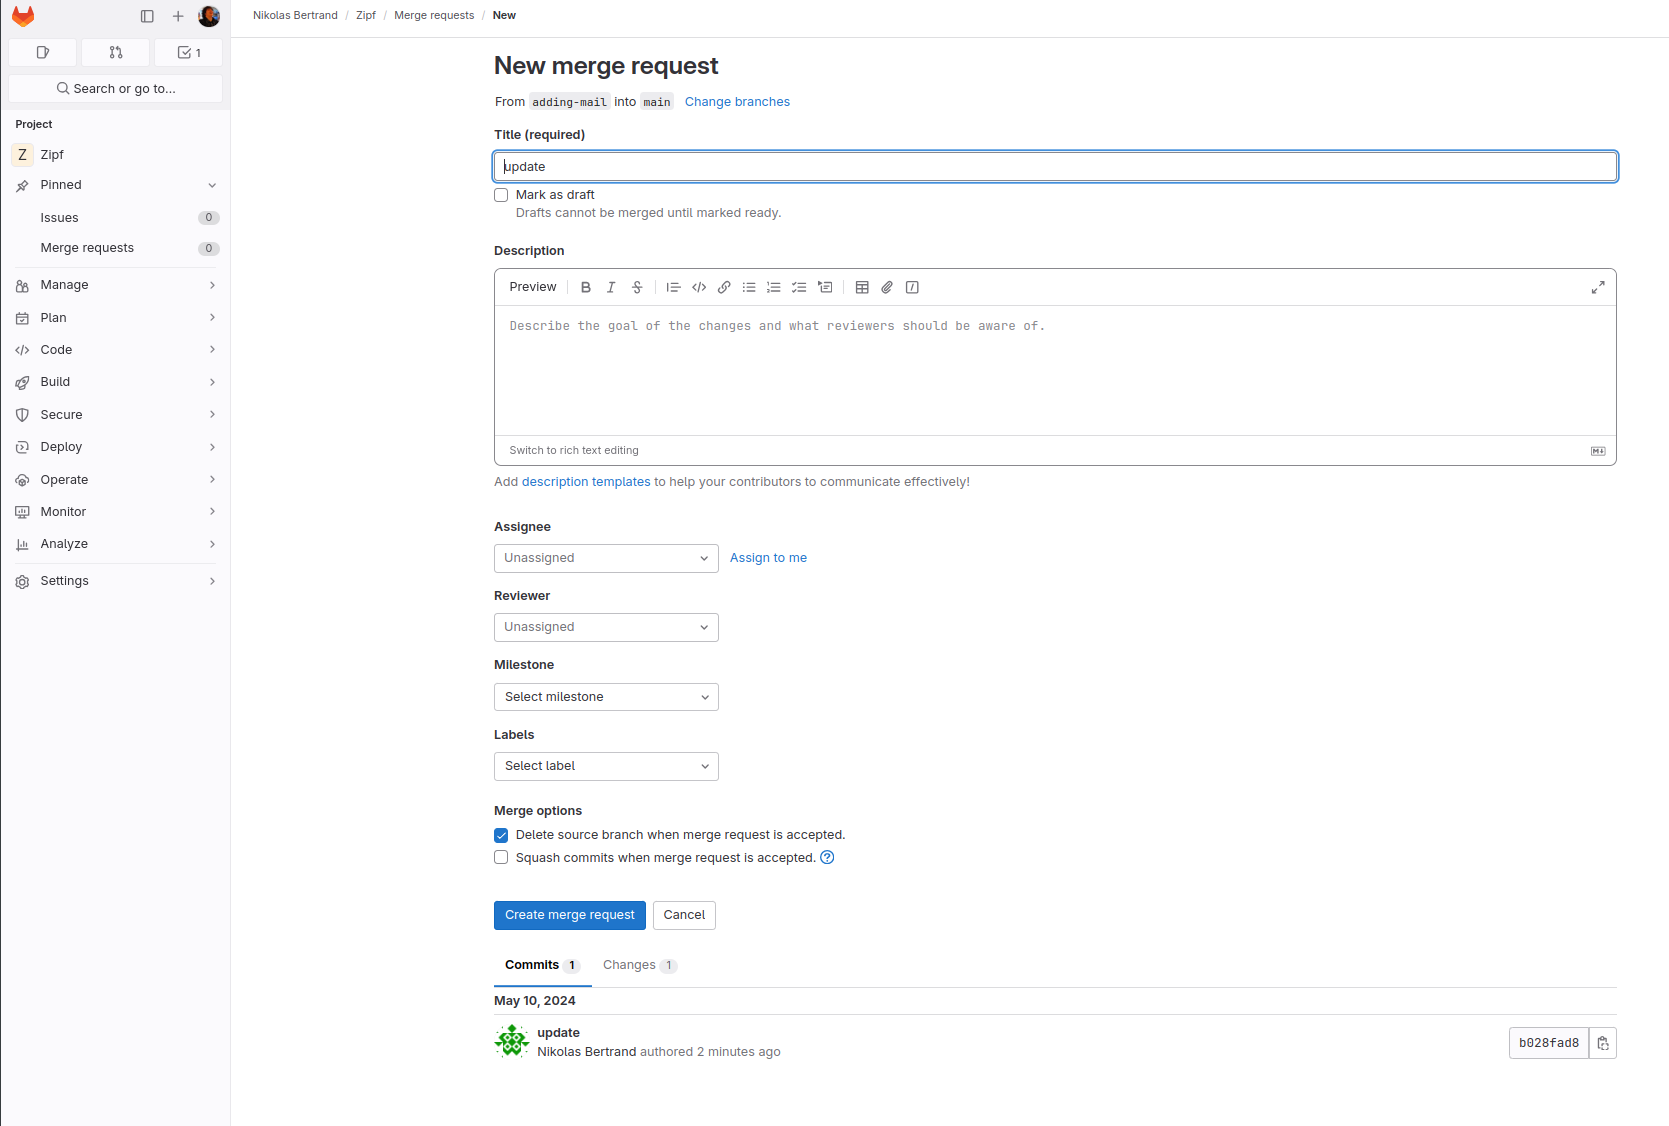 Nikolas Bertrand / Zipf / Merge requests / New
1
Search or go to...
Project
Z Zipf
Pinned
Issues 0
Merge requests 0
Manage
Plan
Code
Build
Secure
Deploy
Operate
Monitor
Analyze
Settings
New merge request
From adding-mail into main Change branches
Title (required)
update
Mark as draft
Drafts cannot be merged until marked ready.
Description
Preview B I S
Describe the goal of the changes and what reviewers should be aware of.
Switch to rich text editing
Add description templates to help your contributors to communicate effectively!
Assignee
Unassigned Assign to me
Reviewer
Unassigned
Milestone
Select milestone
Labels
Select label
Merge options
Delete source branch when merge request is accepted.
Squash commits when merge request is accepted. ?
Create merge request Cancel
Commits 1 Changes 1
May 10, 2024
update
Nikolas Bertrand authored 2 minutes ago
b028fad8